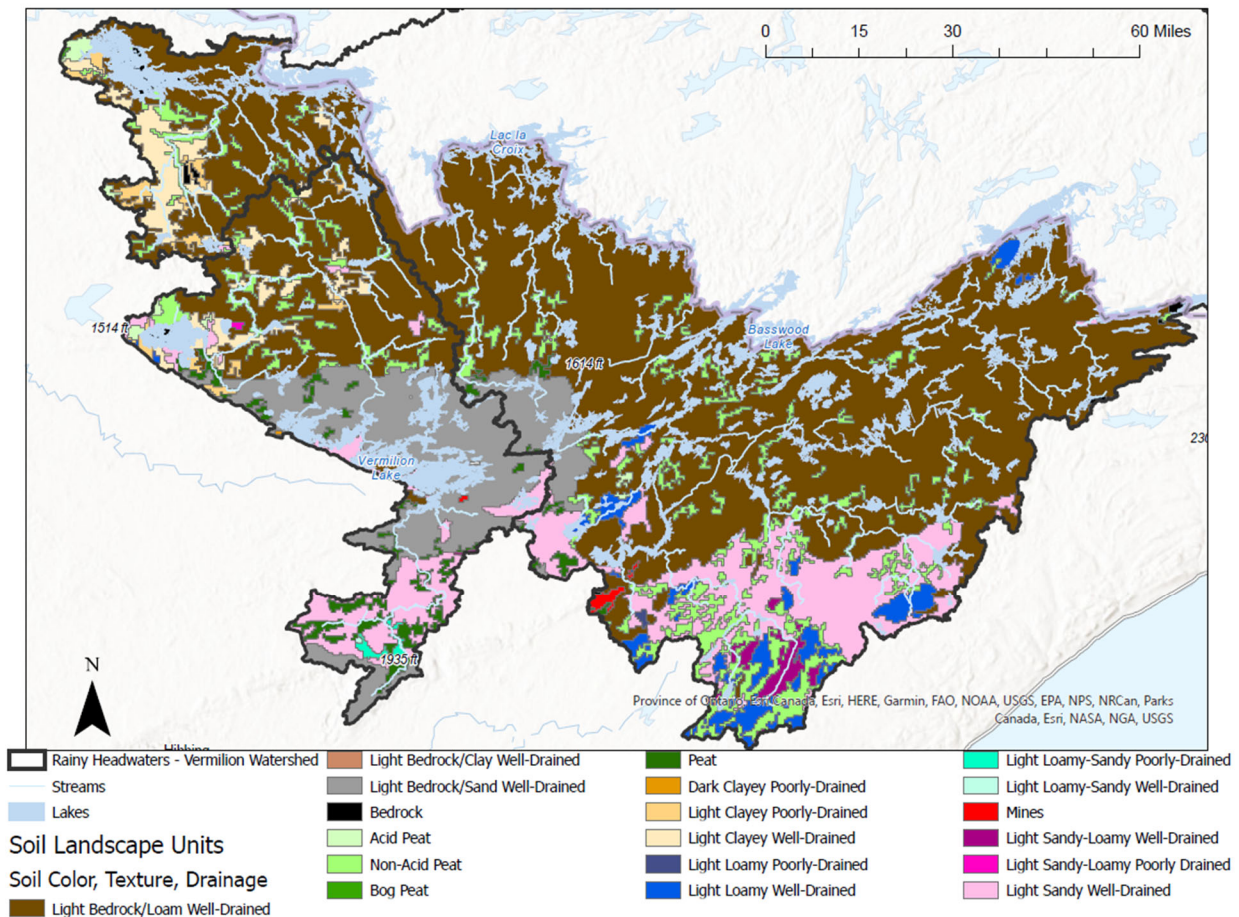 0 15 30 60 Miles
Lac la
Croix
1514 ft
Basswood
Lake
1614 ft
230
Vermilion
Lake
N
1935 ft
Province of Ontario, Esri Canada, Esri, HERE, Garmin, FAO, NOAA, USGS, EPA, NPS, NRCan, Parks
Canada, Esri, NASA, NGA, USGS
Hibbing
Rainy Headwaters - Vermilion Watershed
Streams
Lakes
Soil Landscape Units
Soil Color, Texture, Drainage
Light Bedrock/Loam Well-Drained
Light Bedrock/Clay Well-Drained
Light Bedrock/Sand Well-Drained
Bedrock
Acid Peat
Non-Acid Peat
Bog Peat
Peat
Dark Clayey Poorly-Drained
Light Clayey Poorly-Drained
Light Clayey Well-Drained
Light Loamy Poorly-Drained
Light Loamy Well-Drained
Light Loamy-Sandy Poorly-Drained
Light Loamy-Sandy Well-Drained
Mines
Light Sandy-Loamy Well-Drained
Light Sandy-Loamy Poorly Drained
Light Sandy Well-Drained